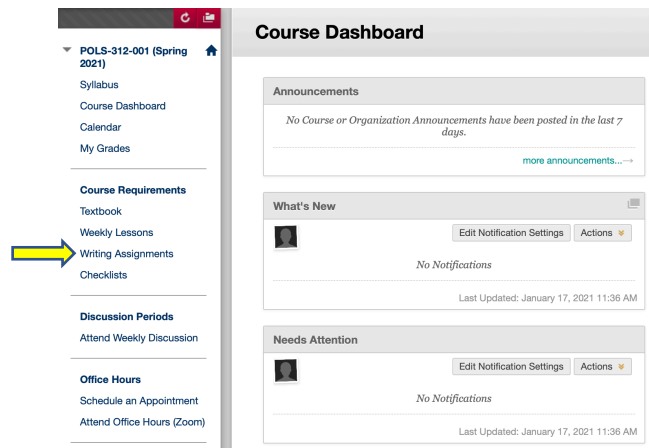 POLS-312-001 (Spring
2021)
Syllabus
Course Dashboard
Calendar
My Grades
Course Requirements
Textbook
Weekly Lessons
Writing Assignments
Checklists
Discussion Periods
Attend Weekly Discussion
Office Hours
Schedule an Appointment
Attend Office Hours (Zoom)
Course Dashboard
Announcements
No Course or Organization Announcements have been posted in the last 7
days.
more announcements...→
What's New
Edit Notification Settings Actions
No Notifications
Last Updated: January 17, 2021 11:36 AM
Needs Attention
Edit Notification Settings Actions
No Notifications
Last Updated: January 17, 2021 11:36 AM